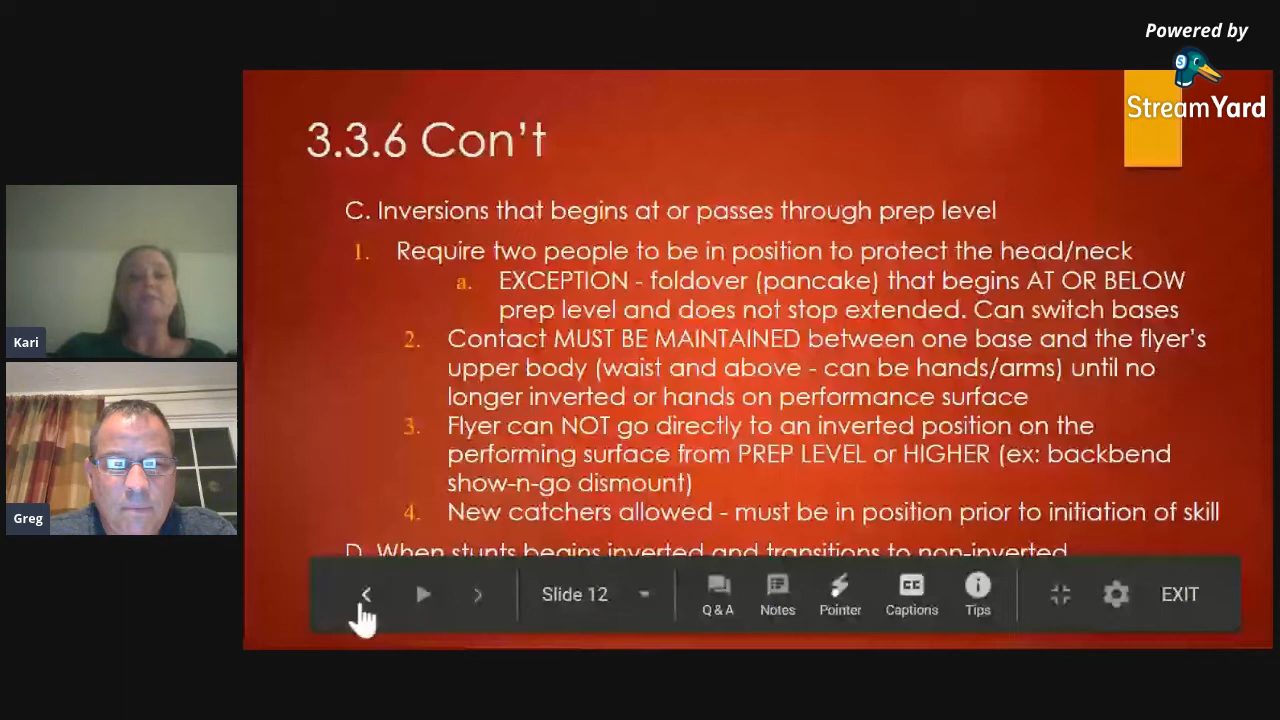 Powered by
StreamYard
3.3.6 Con't
C. Inversions that begins at or passes through prep level
1. Require two people to be in position to protect the head/neck
a. EXCEPTION - foldover (pancake) that begins AT OR BELOW
prep level and does not stop extended. Can switch bases
2. Contact MUST BE MAINTAINED between one base and the flyer's
upper body (waist and above - can be hands/arms) until no
longer inverted or hands on performance surface
3. Flyer can NOT go directly to an inverted position on the
performing surface from PREP LEVEL or HIGHER (ex: backbend
show-n-go dismount)
4. New catchers allowed - must be in position prior to initiation of skill
D. When stunts begins inverted and transitions to non-inverted
Kari
Greg
Slide 12
Q & A
Notes
Pointer
CC
Captions
Tips
EXIT